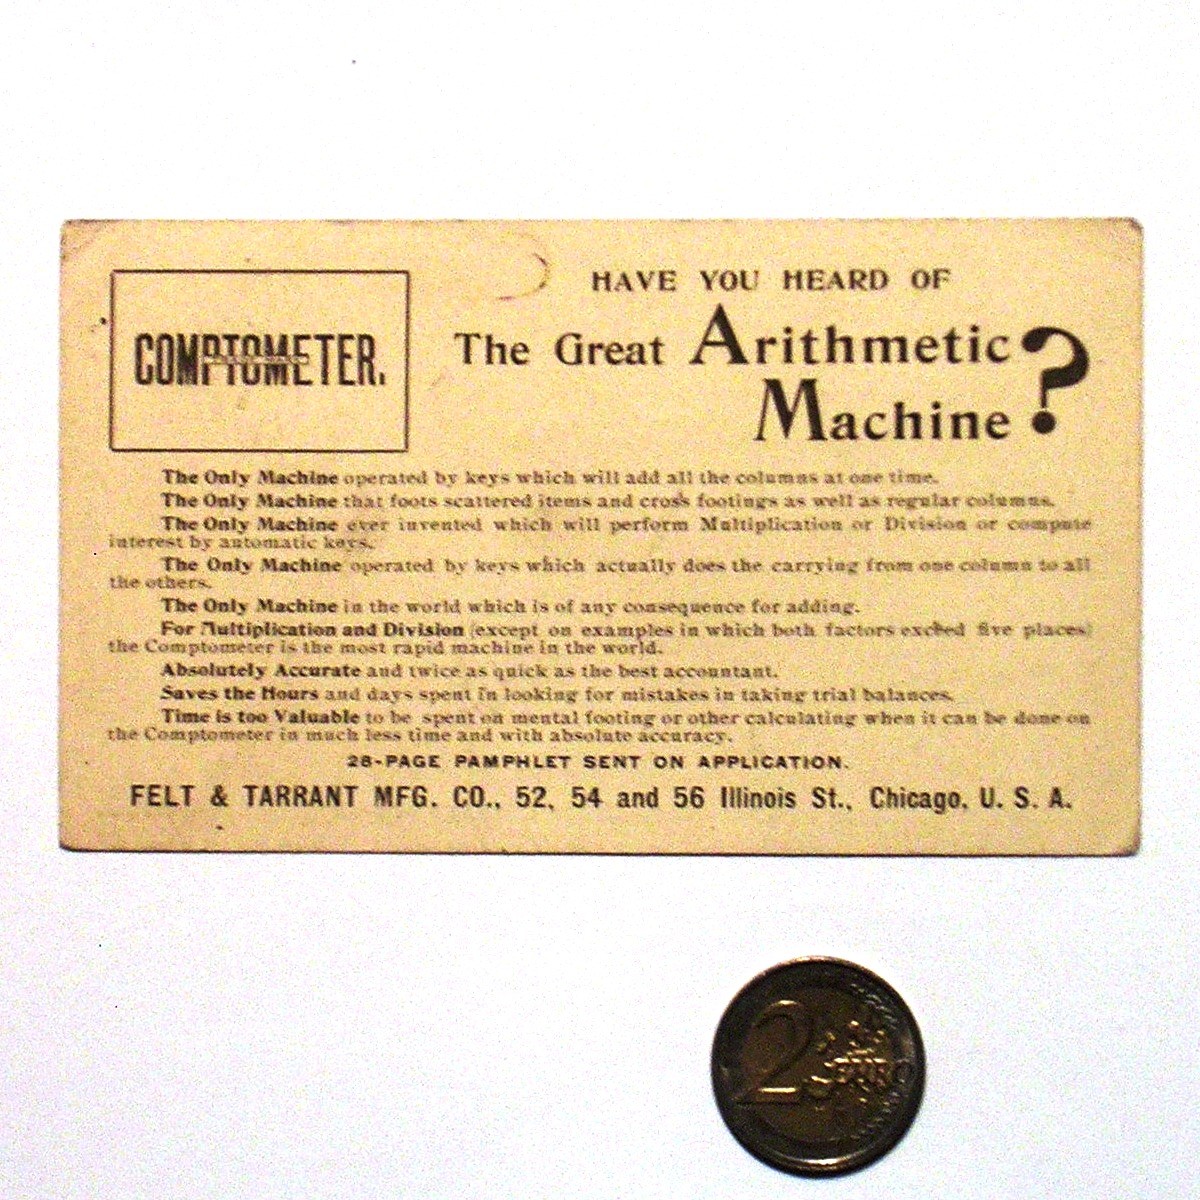 COMPTOMETER.
HAVE YOU HEARD OF
The Great Arithmetic
Machine?
The Only Machine operated by keys which will add all the columns at one time.
The Only Machine that foots scattered items and cross footings as well as regular columns.
The Only Machine ever invented which will perform Multiplication or Division or compute
interest by automatic keys.
The Only Machine operated by keys which actually does the carrying from one column to all
the others.
The Only Machine in the world which is of any consequence for adding.
For Multiplication and Division (except on examples in which both factors exceed five places)
the Comptometer is the most rapid machine in the world.
Absolutely Accurate and twice as quick as the best accountant.
Saves the Hours and days spent in looking for mistakes in taking trial balances.
Time is too Valuable to be spent on mental footing or other calculating when it can be done on
the Comptometer in much less time and with absolute accuracy.
28-PAGE PAMPHLET SENT ON APPLICATION.
FELT & TARRANT MFG. CO., 52, 54 and 56 Illinois St., Chicago, U. S. A.
2 EURO